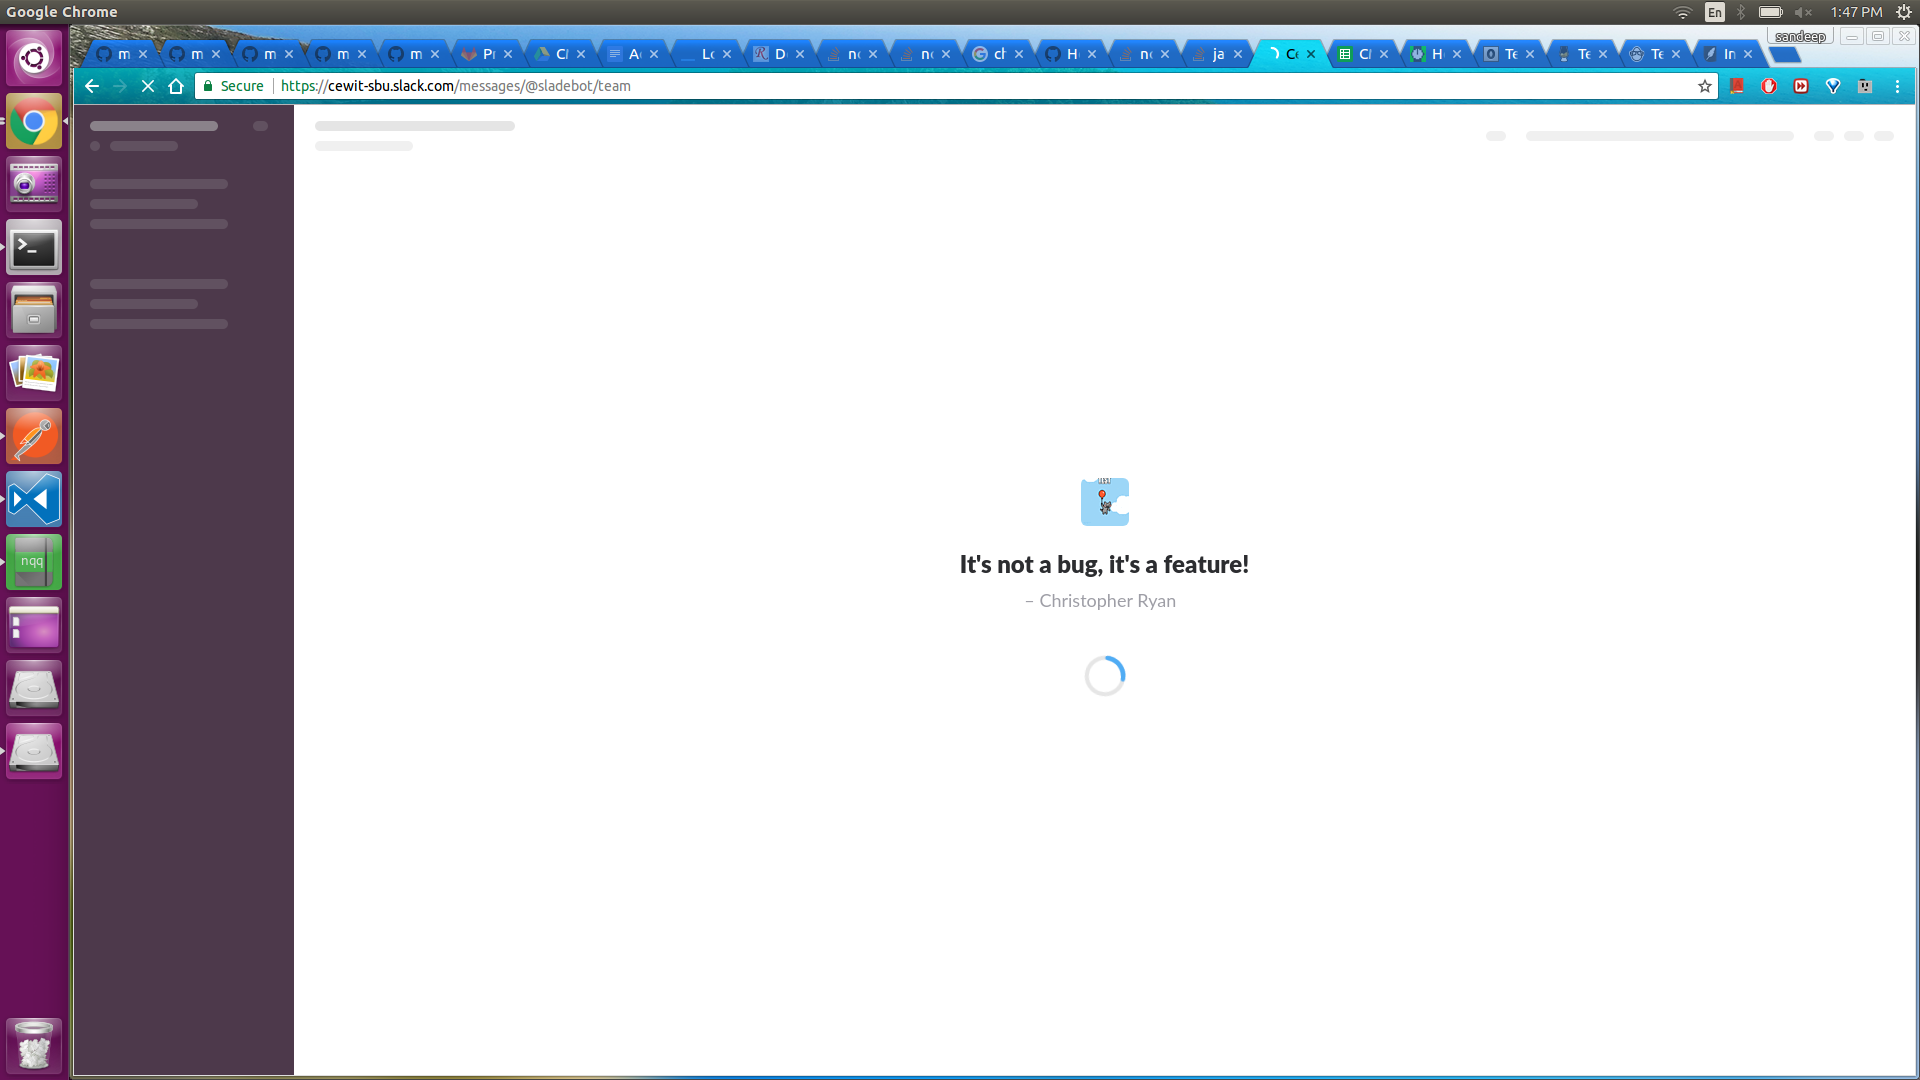 Google Chrome
En
1:47 PM
sandeep
m
m
m
m
m
Pr
Cl
A
Lo
D
no
no
ch
H
no
ja
Ce
Cl
H
Te
Te
Te
In
Secure https://cewit-sbu.slack.com/messages/@sladebot/team
nqq
It's not a bug, it's a feature!
– Christopher Ryan